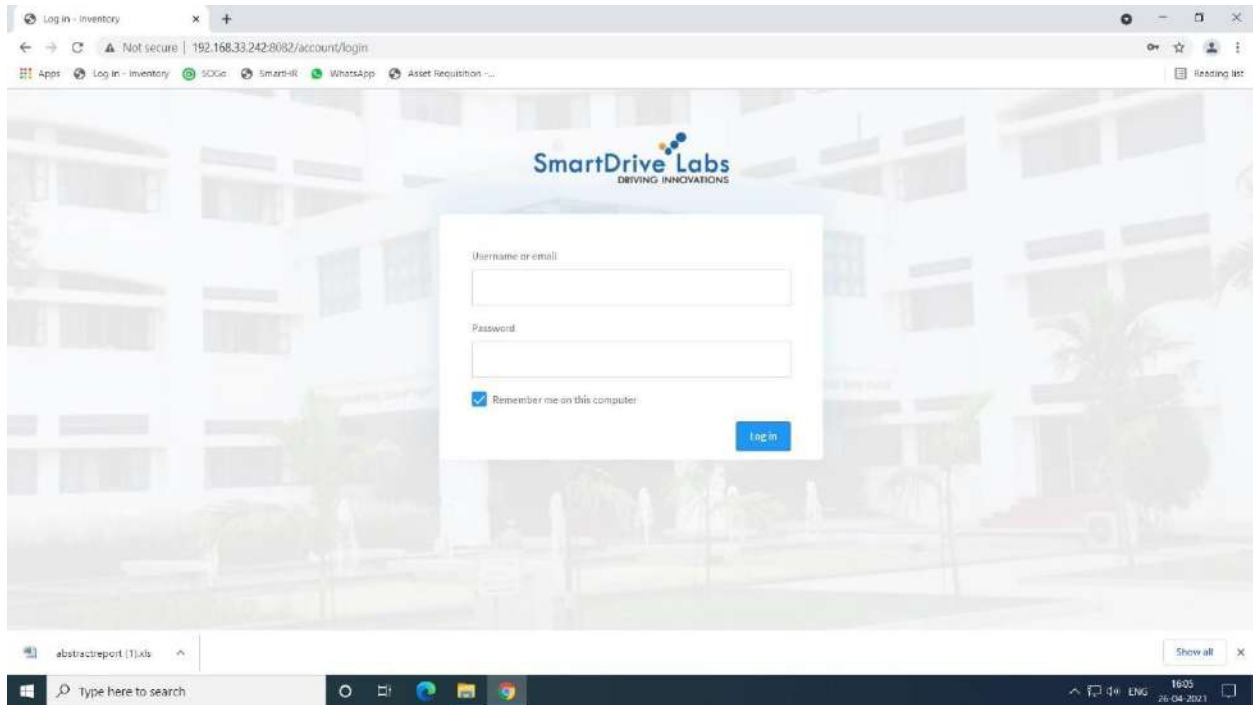 Log in - Inventory
Not secure | 192.168.33.242:8082/account/login
Apps Log in - Inventory SOGo SmartHR WhatsApp Asset Requisition -... Reading list
SmartDrive Labs
DRIVING INNOVATIONS
Username or email
Password
Remember me on this computer
Log in
abstractreport (1).xls Show all
Type here to search ENG 16:05
26-04-2021